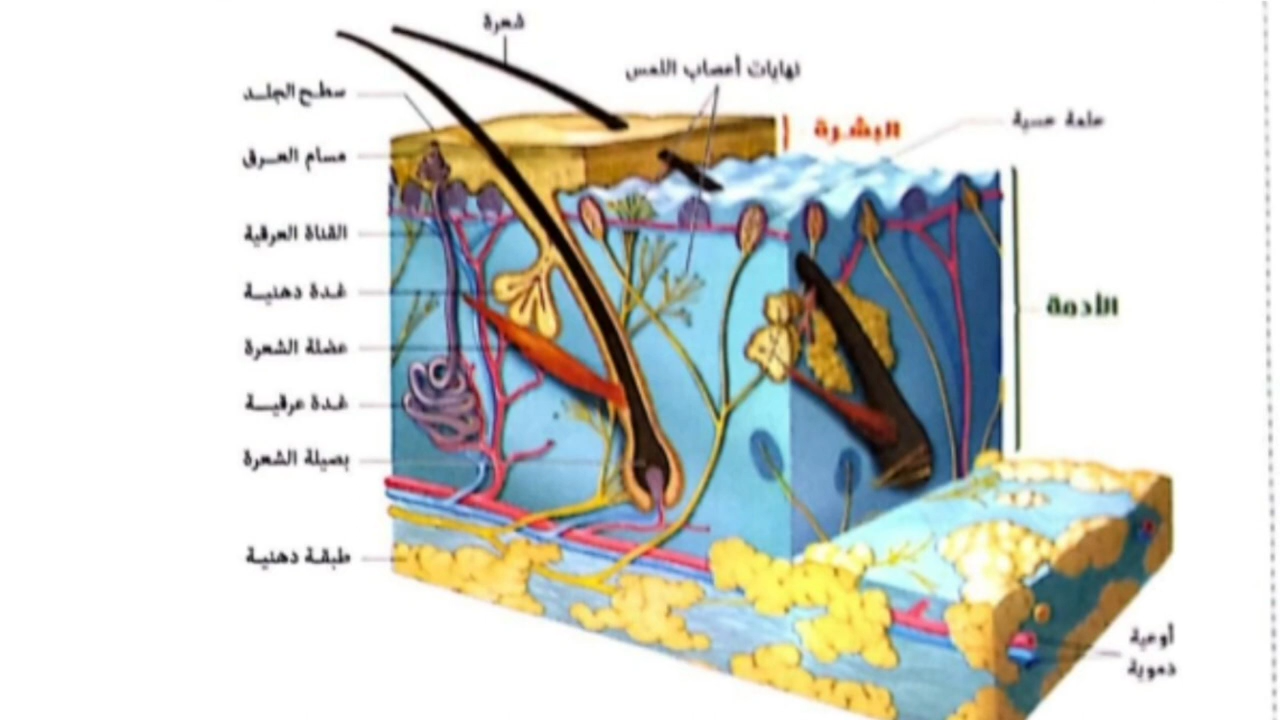 شعرة
نهايات أعصاب اللمس
سطح الجلد
البشرة
حلمة حسية
مسام العرق
القناة العرقية
غدة دهنية
الأدمة
عضلة الشعرة
غدة عرقية
بصيلة الشعرة
طبقة دهنية
أوعية
دموية